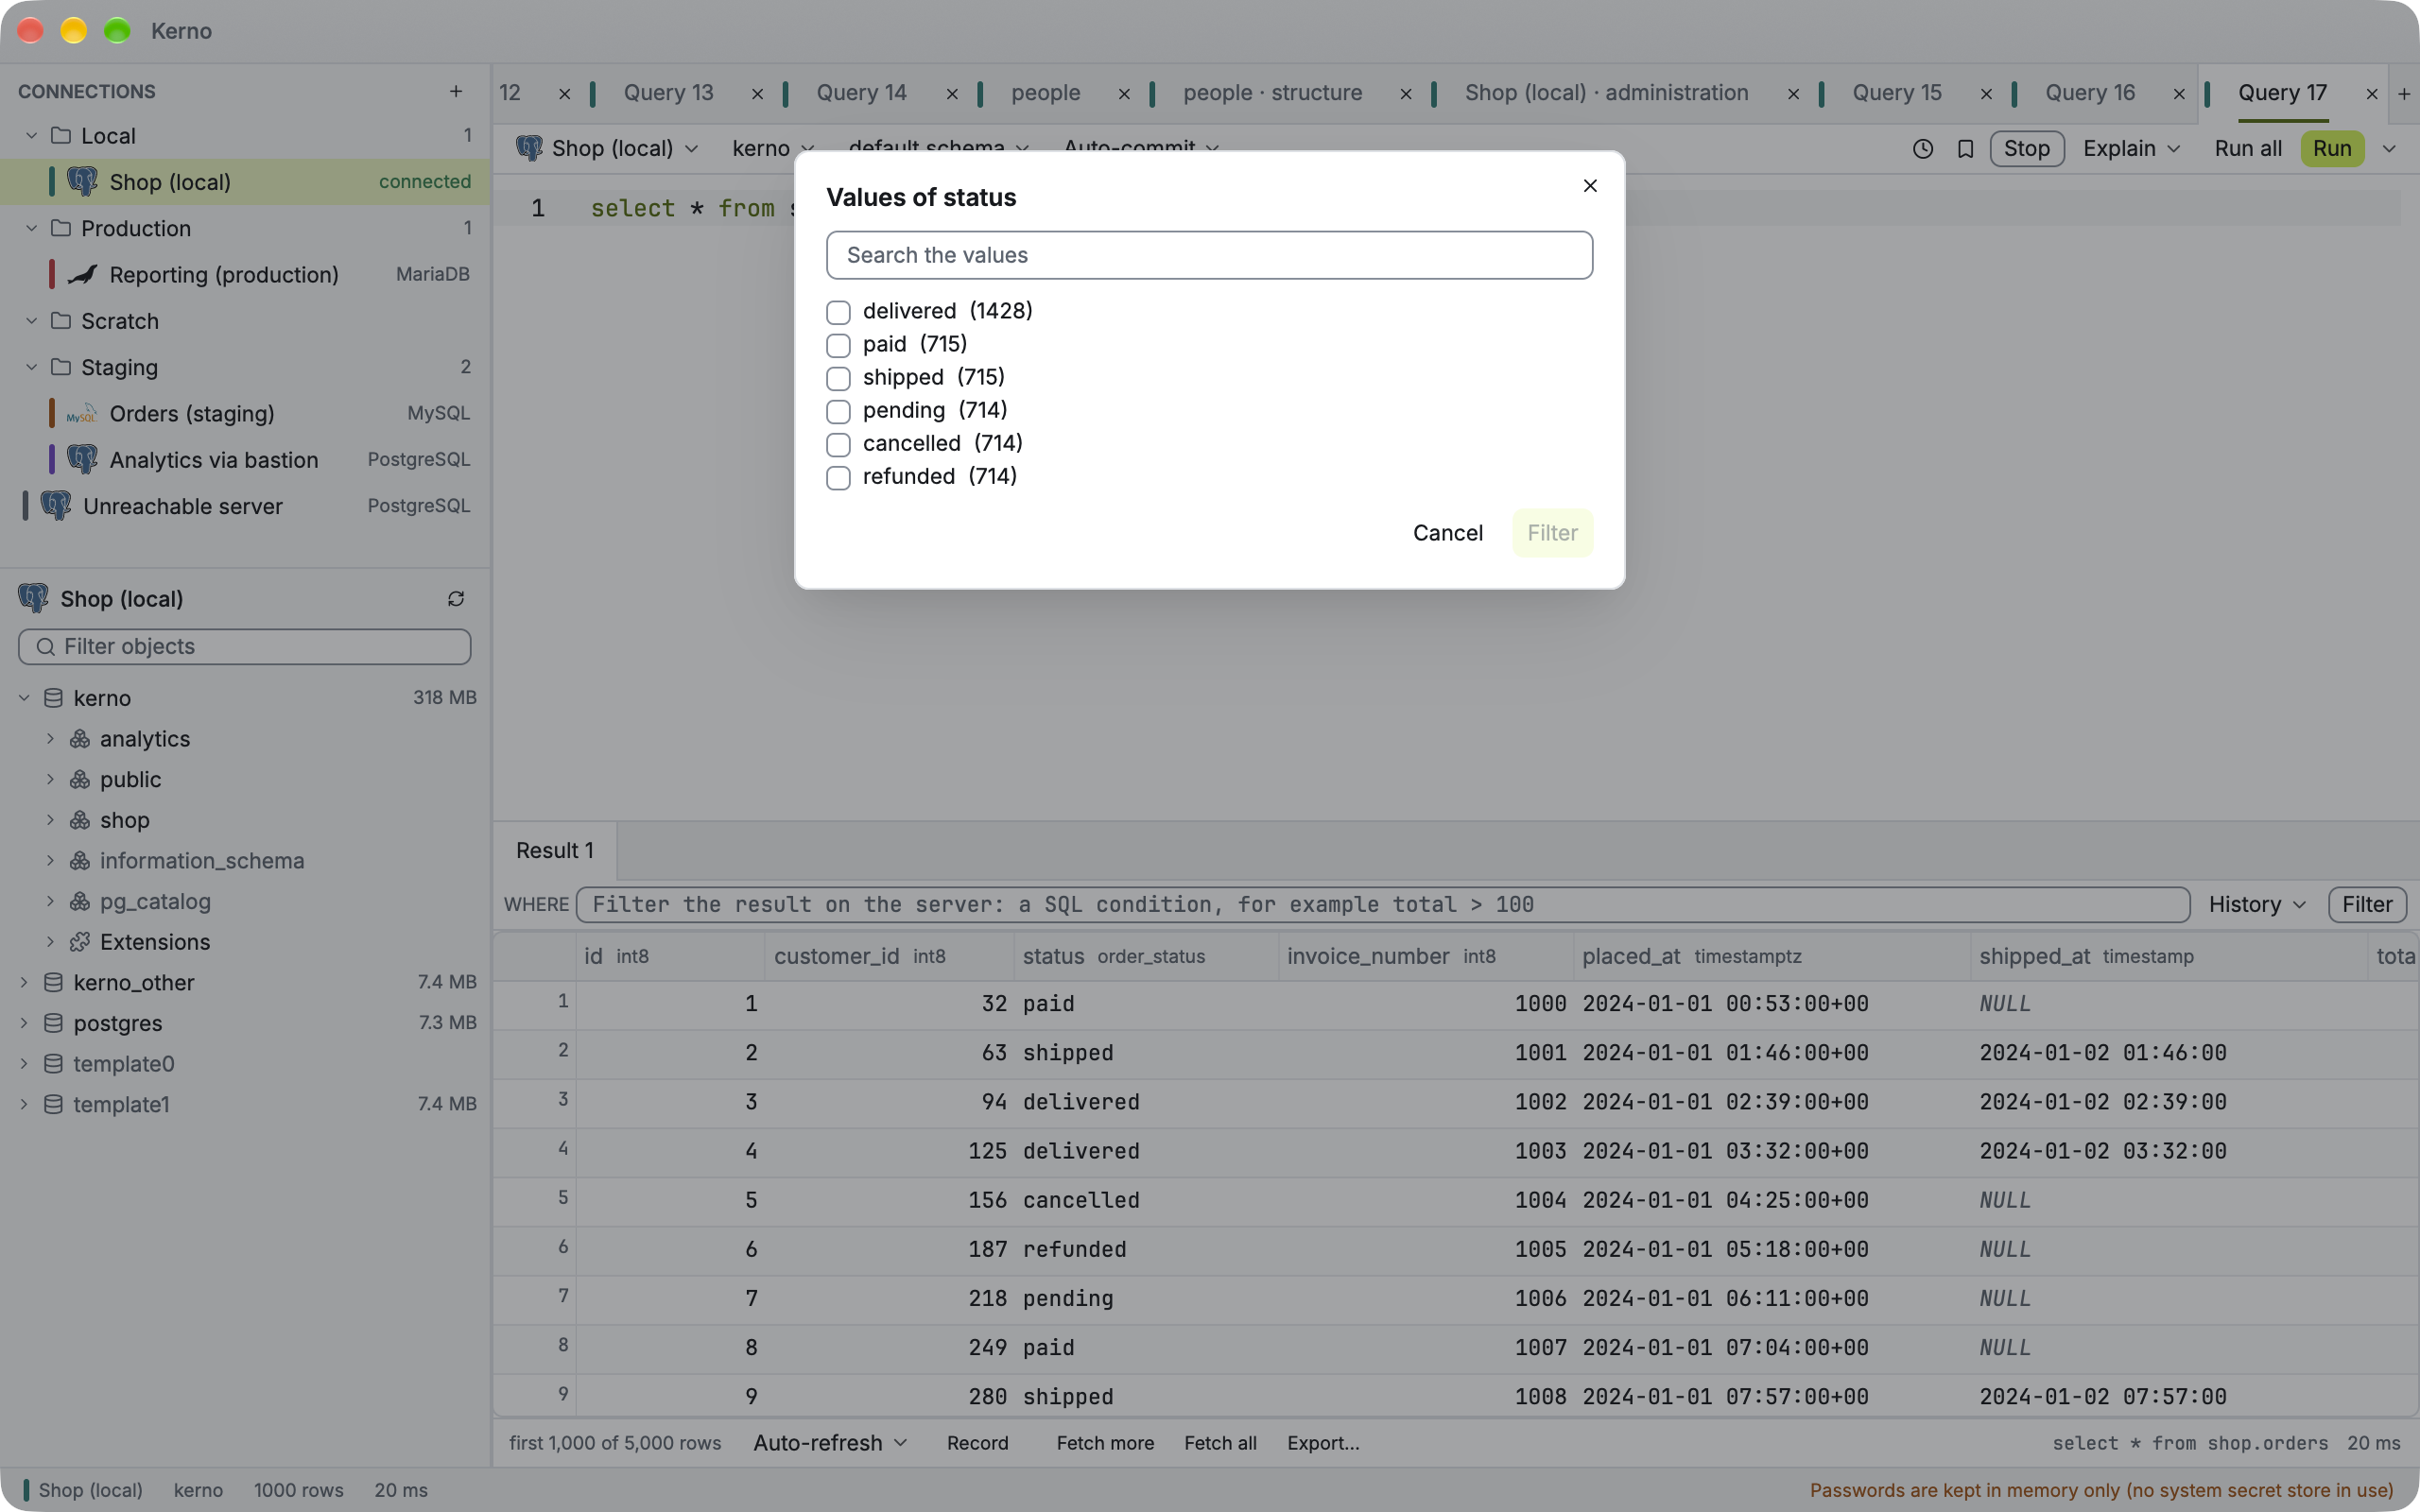 Kerno
CONNECTIONS
Local 1
Shop (local) connected
Production 1
Reporting (production) MariaDB
Scratch
Staging 2
MySQL Orders (staging) MySQL
Analytics via bastion PostgreSQL
Unreachable server PostgreSQL
Shop (local)
Filter objects
kerno 318 MB
analytics
public
shop
information_schema
pg_catalog
Extensions
kerno_other 7.4 MB
postgres 7.3 MB
template0
template1 7.4 MB
12 Query 13 Query 14 people people · structure Shop (local) · administration Query 15 Query 16 Query 17
Shop (local) kerno default schema Auto-commit Stop Explain Run all Run
1 select * from
Values of status
Search the values
delivered (1428)
paid (715)
shipped (715)
pending (714)
cancelled (714)
refunded (714)
Cancel Filter
Result 1
WHERE Filter the result on the server: a SQL condition, for example total > 100 History Filter
id int8 customer_id int8 status order_status invoice_number int8 placed_at timestamptz shipped_at timestamp tota
1 1 32 paid 1000 2024-01-01 00:53:00+00 NULL
2 2 63 shipped 1001 2024-01-01 01:46:00+00 2024-01-02 01:46:00
3 3 94 delivered 1002 2024-01-01 02:39:00+00 2024-01-02 02:39:00
4 4 125 delivered 1003 2024-01-01 03:32:00+00 2024-01-02 03:32:00
5 5 156 cancelled 1004 2024-01-01 04:25:00+00 NULL
6 6 187 refunded 1005 2024-01-01 05:18:00+00 NULL
7 7 218 pending 1006 2024-01-01 06:11:00+00 NULL
8 8 249 paid 1007 2024-01-01 07:04:00+00 NULL
9 9 280 shipped 1008 2024-01-01 07:57:00+00 2024-01-02 07:57:00
first 1,000 of 5,000 rows Auto-refresh Record Fetch more Fetch all Export... select * from shop.orders 20 ms
Shop (local) kerno 1000 rows 20 ms Passwords are kept in memory only (no system secret store in use)